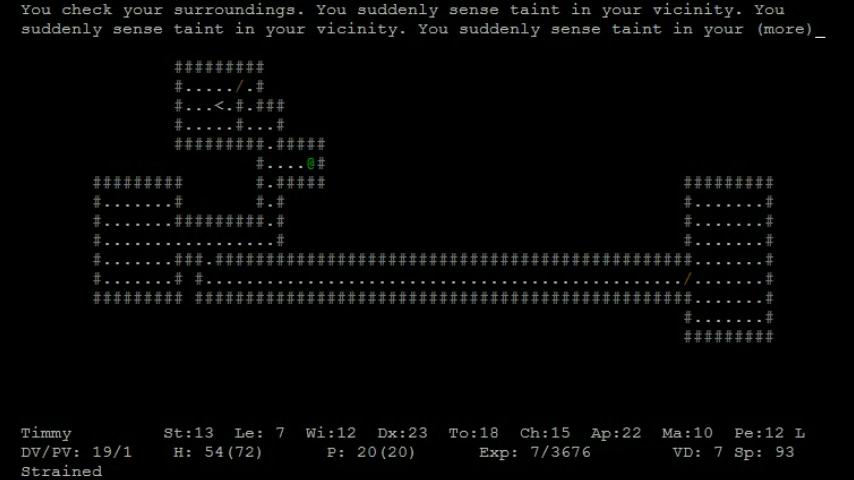 You check your surroundings. You suddenly sense taint in your vicinity. You
suddenly sense taint in your vicinity. You suddenly sense taint in your (more)_
Timmy St:13 Le: 7 Wi:12 Dx:23 To:18 Ch:15 Ap:22 Ma:10 Pe:12 L
DV/PV: 19/1 H: 54(72) P: 20(20) Exp: 7/3676 VD: 7 Sp: 93
Strained